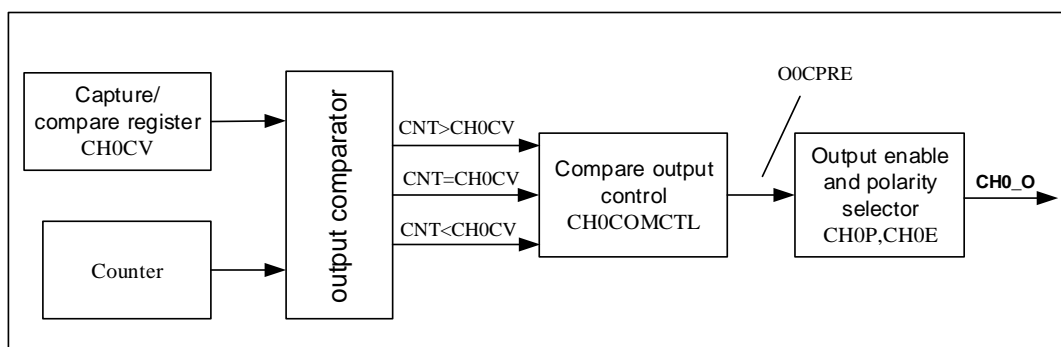 Capture/
compare register
CH0CV
Counter
output comparator
CNT>CH0CV
CNT=CH0CV
CNT<CH0CV
Compare output
control
CH0COMCTL
O0CPRE
Output enable
and polarity
selector
CH0P,CH0E
CH0_O